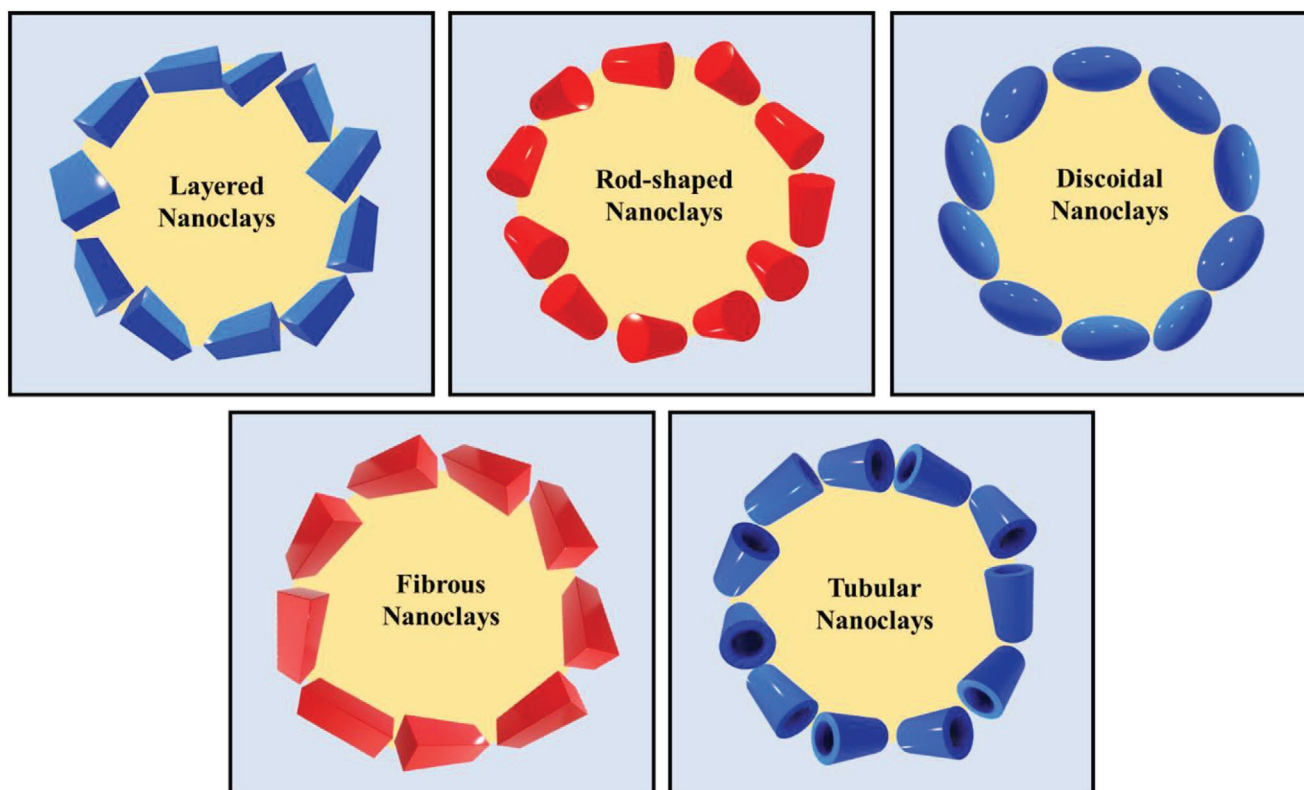 Layered
Nanoclays
Rod-shaped
Nanoclays
Discoidal
Nanoclays
Fibrous
Nanoclays
Tubular
Nanoclays